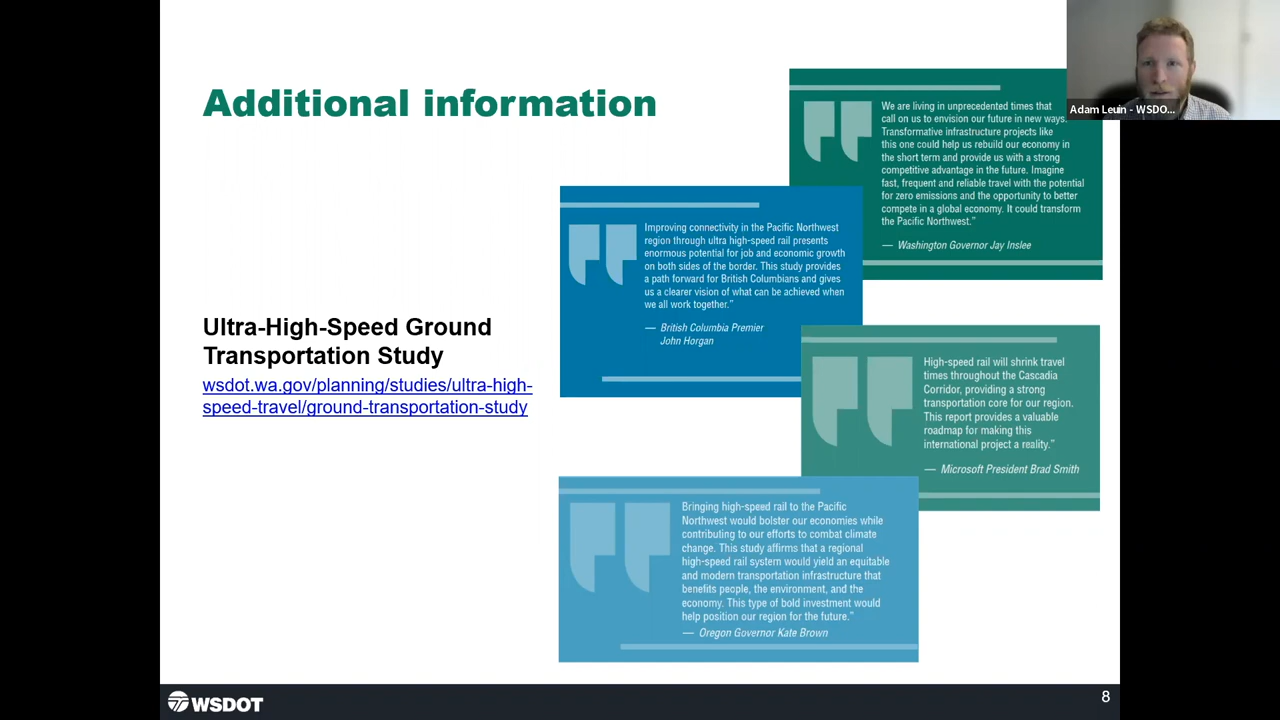 Additional information
Adam Leuin - WSDO...
We are living in unprecedented times that
call on us to envision our future in new ways.
Transformative infrastructure projects like
this one could help us rebuild our economy in
the short term and provide us with a strong
competitive advantage in the future. Imagine
fast, frequent and reliable travel with the potential
for zero emissions and the opportunity to better
compete in a global economy. It could transform
the Pacific Northwest.”
— Washington Governor Jay Inslee
Improving connectivity in the Pacific Northwest
region through ultra high-speed rail presents
enormous potential for job and economic growth
on both sides of the border. This study provides
a path forward for British Columbians and gives
us a clearer vision of what can be achieved when
we all work together.”
— British Columbia Premier
John Horgan
Ultra-High-Speed Ground
Transportation Study
wsdot.wa.gov/planning/studies/ultra-high-
speed-travel/ground-transportation-study
High-speed rail will shrink travel
times throughout the Cascadia
Corridor, providing a strong
transportation core for our region.
This report provides a valuable
roadmap for making this
international project a reality.”
— Microsoft President Brad Smith
Bringing high-speed rail to the Pacific
Northwest would bolster our economies while
contributing to our efforts to combat climate
change. This study affirms that a regional
high-speed rail system would yield an equitable
and modern transportation infrastructure that
benefits people, the environment, and the
economy. This type of bold investment would
help position our region for the future.”
— Oregon Governor Kate Brown
WSDOT
8